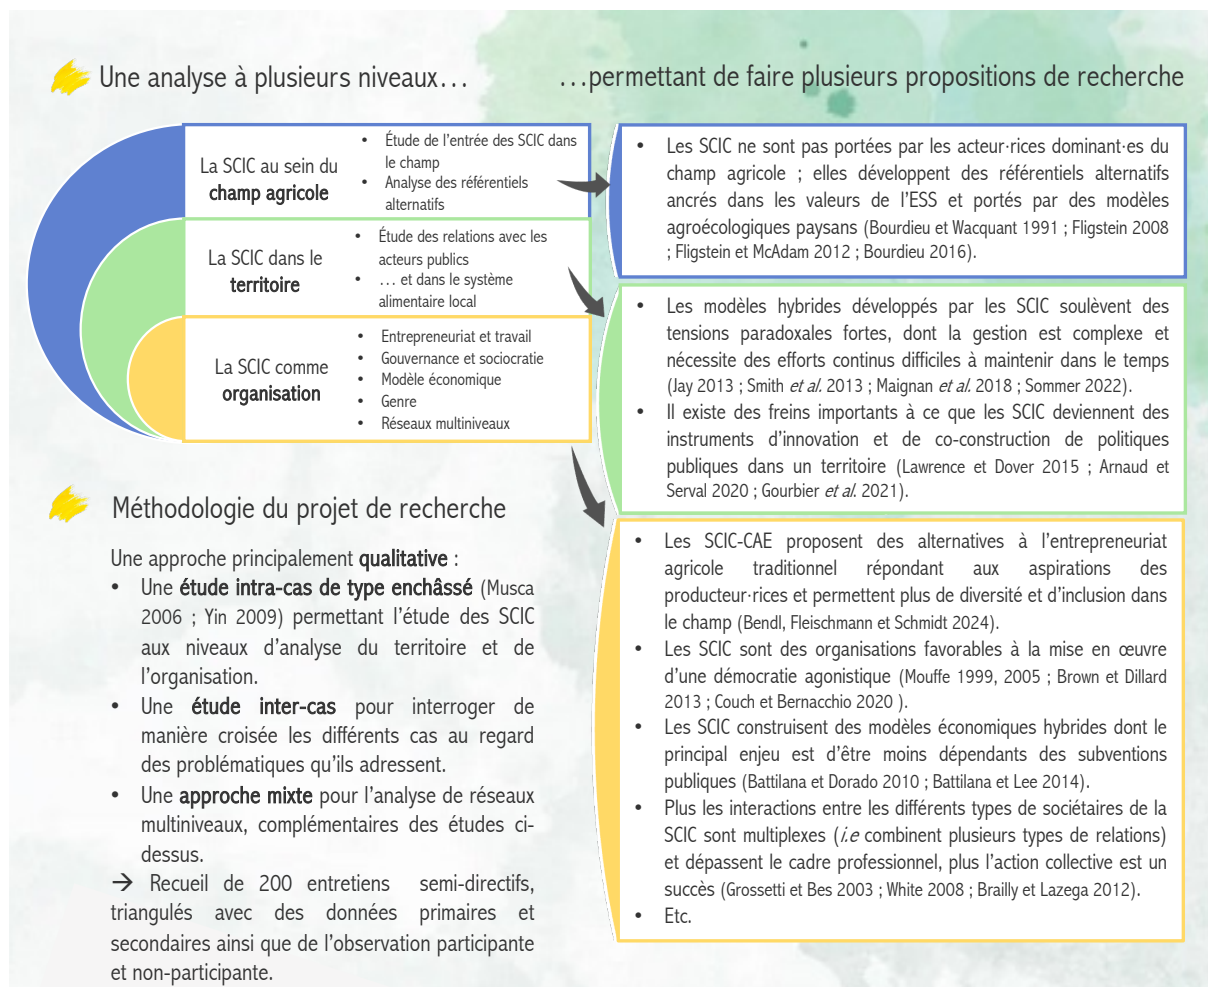 Une analyse à plusieurs niveaux…
…permettant de faire plusieurs propositions de recherche
La SCIC au sein du
champ agricole
• Étude de l'entrée des SCIC dans
le champ
• Analyse des référentiels
alternatifs
La SCIC dans le
territoire
• Étude des relations avec les
acteurs publics
• … et dans le système
alimentaire local
La SCIC comme
organisation
• Entrepreneuriat et travail
• Gouvernance et sociocratie
• Modèle économique
• Genre
• Réseaux multiniveaux
• Les SCIC ne sont pas portées par les acteur·rices dominant·es du
champ agricole ; elles développent des référentiels alternatifs
ancrés dans les valeurs de l'ESS et portés par des modèles
agroécologiques paysans (Bourdieu et Wacquant 1991 ; Fligstein 2008
; Fligstein et McAdam 2012 ; Bourdieu 2016).
• Les modèles hybrides développés par les SCIC soulèvent des
tensions paradoxales fortes, dont la gestion est complexe et
nécessite des efforts continus difficiles à maintenir dans le temps
(Jay 2013 ; Smith et al. 2013 ; Maignan et al. 2018 ; Sommer 2022).
• Il existe des freins importants à ce que les SCIC deviennent des
instruments d'innovation et de co-construction de politiques
publiques dans un territoire (Lawrence et Dover 2015 ; Arnaud et
Serval 2020 ; Gourbier et al. 2021).
• Les SCIC-CAE proposent des alternatives à l'entrepreneuriat
agricole traditionnel répondant aux aspirations des
producteur·rices et permettent plus de diversité et d'inclusion dans
le champ (Bendl, Fleischmann et Schmidt 2024).
• Les SCIC sont des organisations favorables à la mise en œuvre
d'une démocratie agonistique (Mouffe 1999, 2005 ; Brown et Dillard
2013 ; Couch et Bernacchio 2020 ).
• Les SCIC construisent des modèles économiques hybrides dont le
principal enjeu est d'être moins dépendants des subventions
publiques (Battilana et Dorado 2010 ; Battilana et Lee 2014).
• Plus les interactions entre les différents types de sociétaires de la
SCIC sont multiplexes (i.e combinent plusieurs types de relations)
et dépassent le cadre professionnel, plus l'action collective est un
succès (Grossetti et Bes 2003 ; White 2008 ; Brailly et Lazega 2012).
• Etc.
Méthodologie du projet de recherche
Une approche principalement qualitative :
• Une étude intra-cas de type enchâssé (Musca
2006 ; Yin 2009) permettant l'étude des SCIC
aux niveaux d'analyse du territoire et de
l'organisation.
• Une étude inter-cas pour interroger de
manière croisée les différents cas au regard
des problématiques qu'ils adressent.
• Une approche mixte pour l'analyse de réseaux
multiniveaux, complémentaires des études ci-
dessus.
→ Recueil de 200 entretiens semi-directifs,
triangulés avec des données primaires et
secondaires ainsi que de l'observation participante
et non-participante.